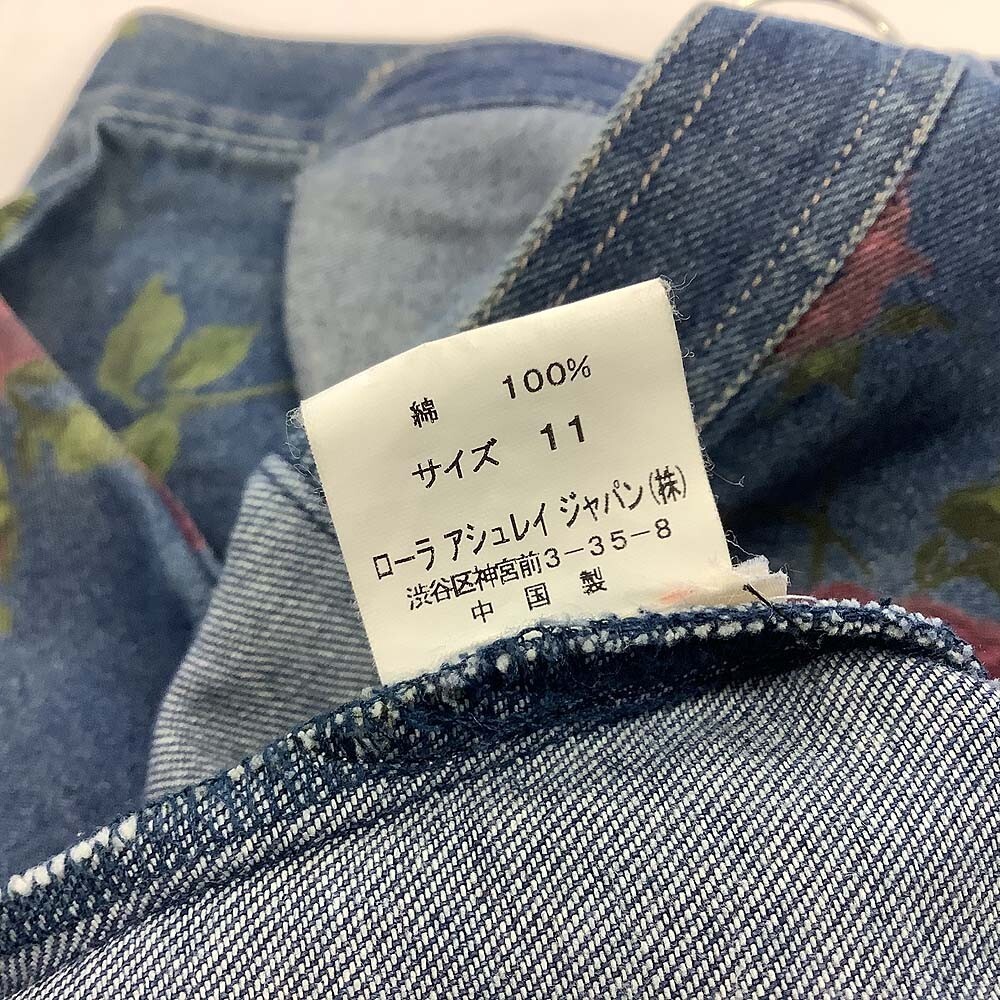 綿 100%
サイズ 11
ローラ アシュレイ ジャパン(株)
渋谷区神宮前3-35-8
中国製